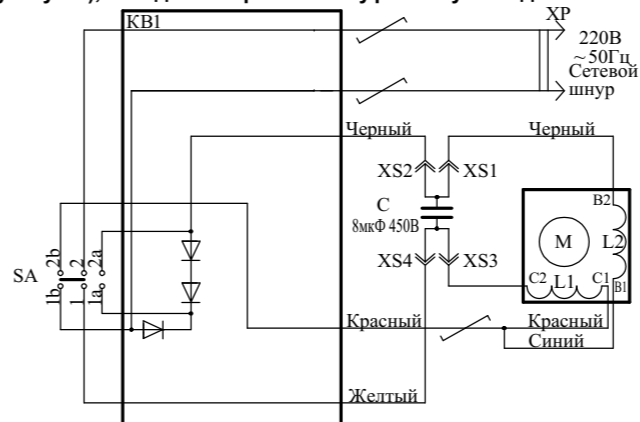 КВ1
XP
220В
~50Гц
Сетевой
шнур
Черный
Черный
XS2
XS1
С
8мкФ 450В
B2
M
L2
SA
2b
2
2a
1b
1
1a
XS4
XS3
C2
L1
C1
B1
Красный
Красный
Синий
Желтый